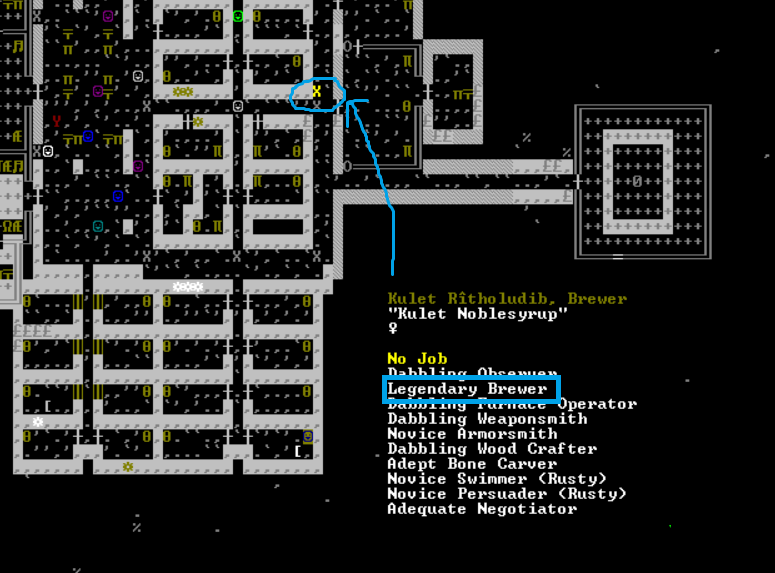 Kulet Rîtholudib, Brewer
"Kulet Noblesyrup"
♀
No Job
Dabbling Observer
Legendary Brewer
Dabbling Furnace Operator
Dabbling Weaponsmith
Novice Armorsmith
Dabbling Wood Crafter
Adept Bone Carver
Novice Swimmer (Rusty)
Novice Persuader (Rusty)
Adequate Negotiator